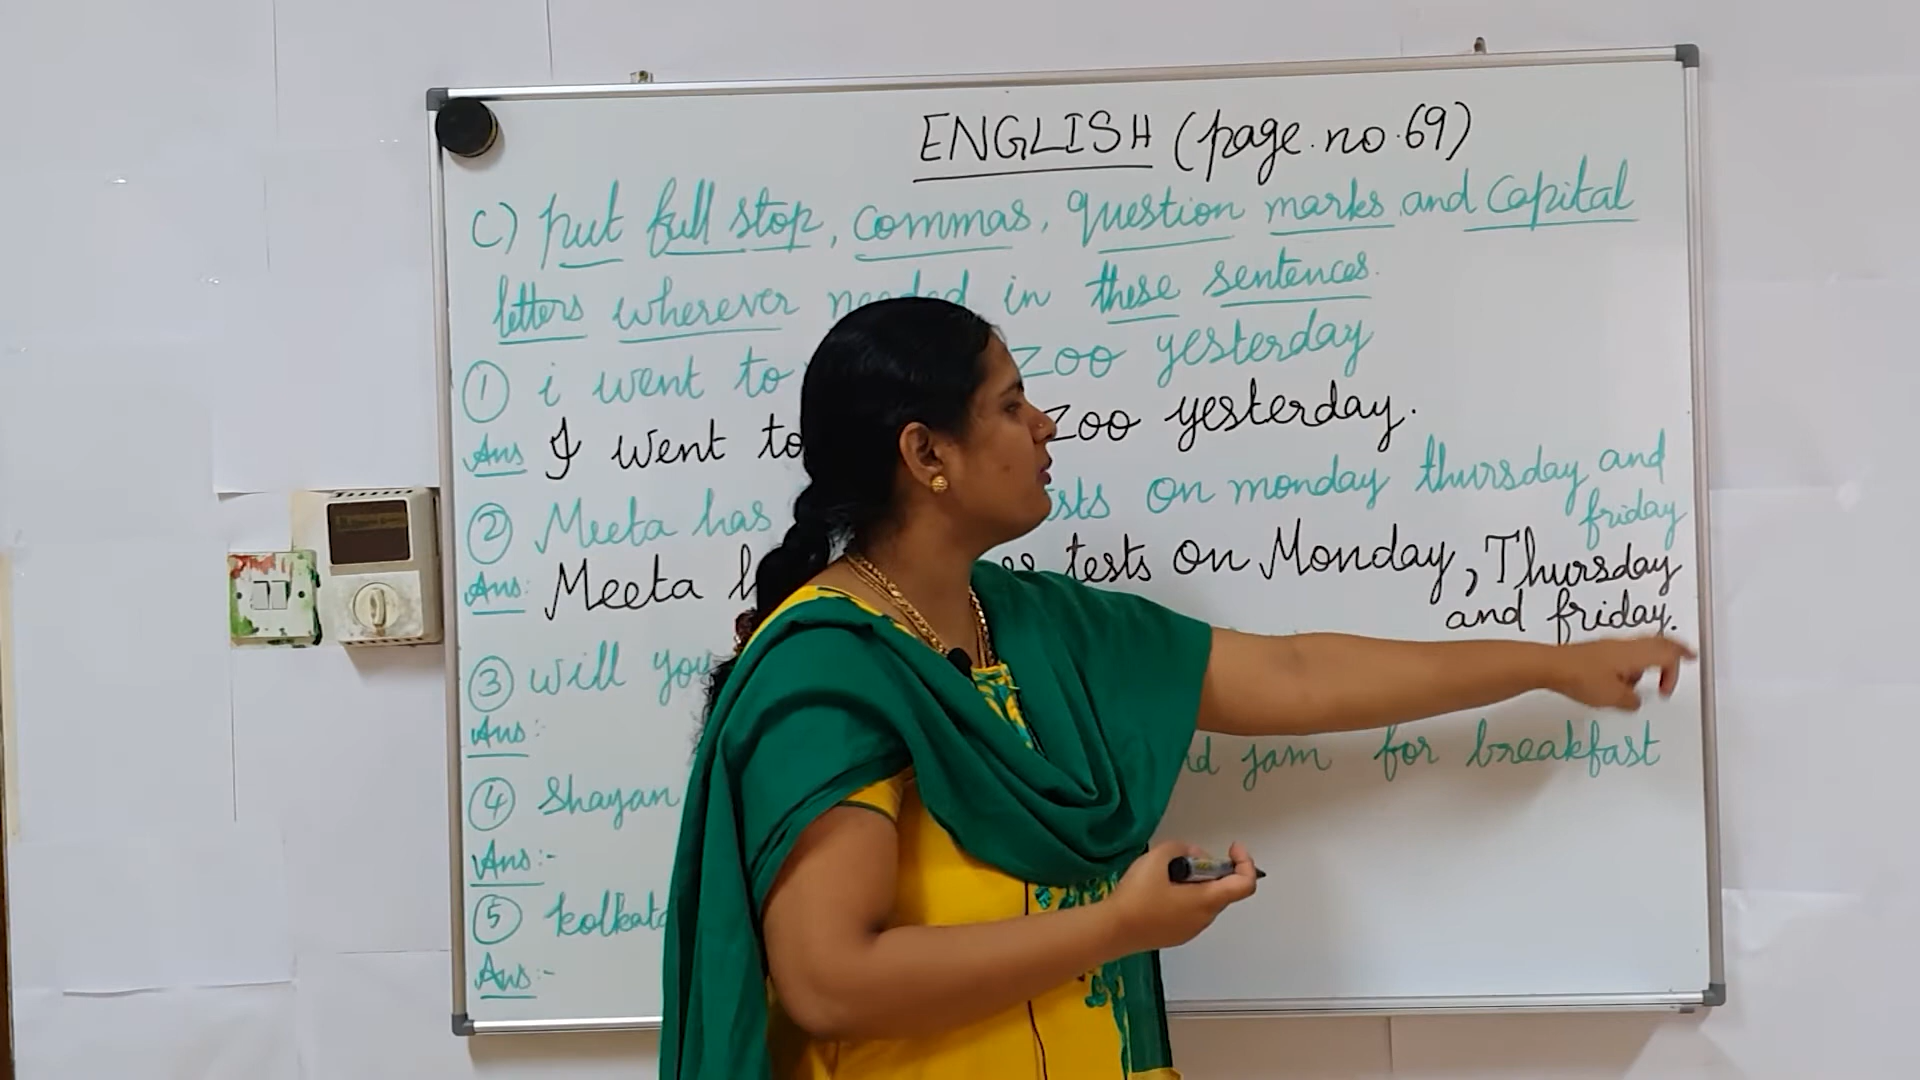 ENGLISH (page.no.69)
C) put full stop, commas, question marks and Capital
letters wherever needed in these sentences.
① i went to zoo yesterday
Ans I went to zoo yesterday.
② Meeta has on monday thursday and
friday
Ans: Meeta tests on Monday, Thursday
and friday.
③ will you
Ans:
④ Shayan jam for breakfast
Ans:-
⑤
Ans:-